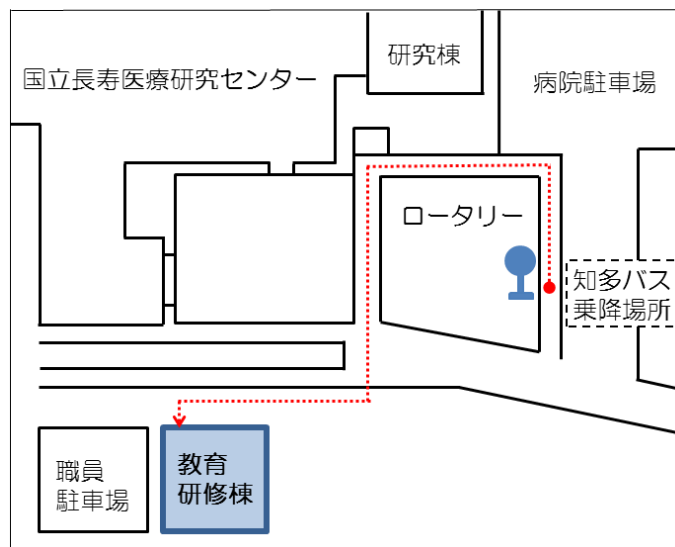 研究棟
国立長寿医療研究センター
病院駐車場
ロータリー
知多バス
乗降場所
職員
駐車場
教育
研修棟